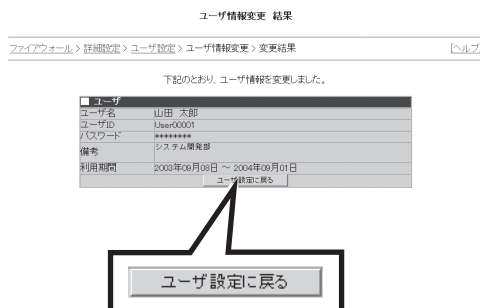 ユーザ情報変更 結果
ファイアウォール > 詳細設定 > ユーザ設定 > ユーザ情報変更 > 変更結果 [ヘルプ]
下記のとおり、ユーザ情報を変更しました。
■ ユーザ
ユーザ名 山田 太郎
ユーザID User00001
パスワード ********
備考 システム開発部
利用期間 2003年09月08日 ～ 2004年09月01日
ユーザ設定に戻る
ユーザ設定に戻る